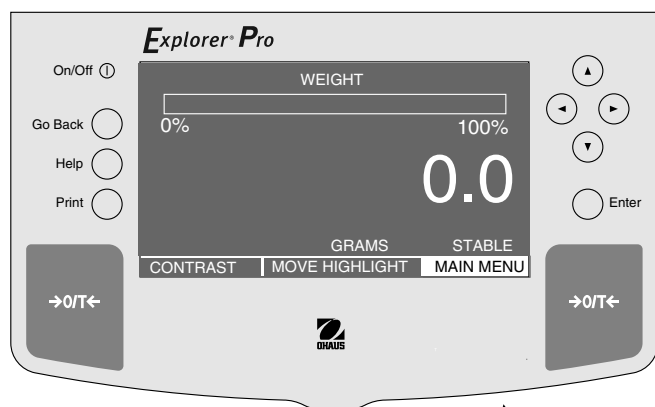 Explorer® Pro
On/Off
Go Back
Help
Print
WEIGHT
0% 100%
0.0
GRAMS STABLE
CONTRAST MOVE HIGHLIGHT MAIN MENU
Enter
→0/T← →0/T←
OHAUS